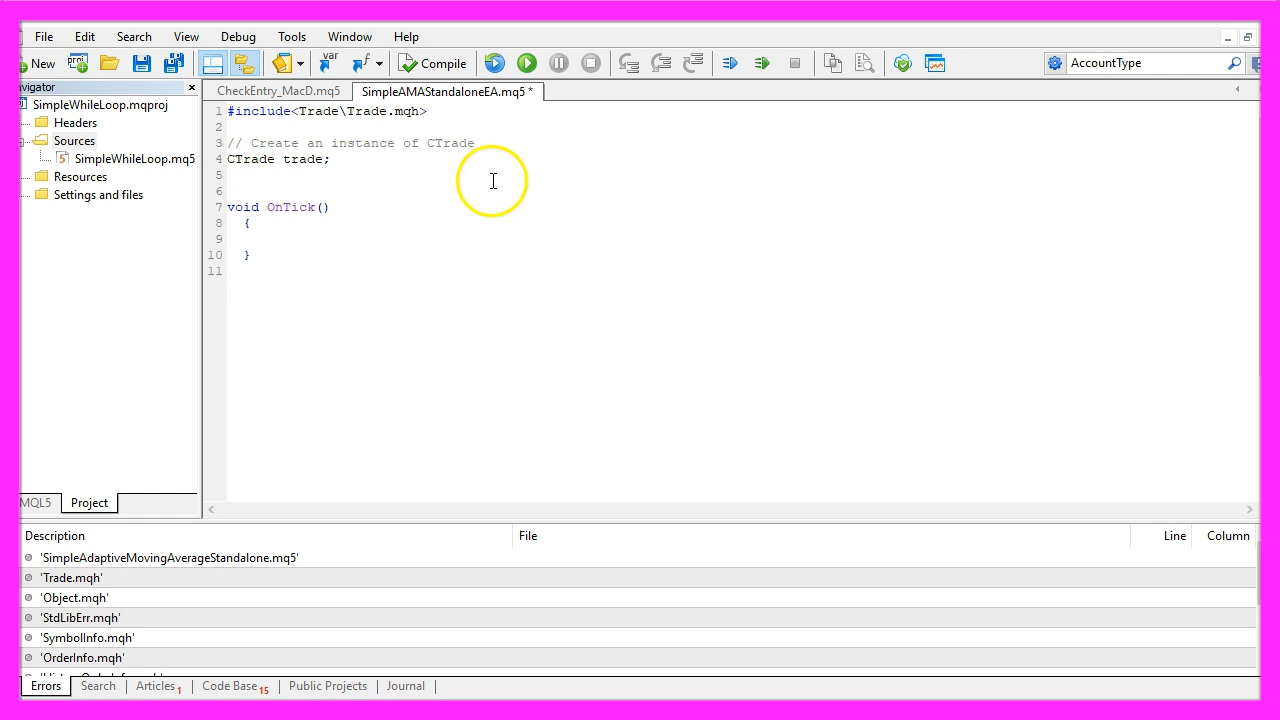 File Edit Search View Debug Tools Window Help
New Compile AccountType
avigator
CheckEntry_MacD.mq5 SimpleAMAStandaloneEA.mq5 *
SimpleWhileLoop.mqproj
Headers
Sources
SimpleWhileLoop.mq5
Resources
Settings and files
MQL5 Project
1 #include<Trade\Trade.mqh>
2
3 // Create an instance of CTrade
4 CTrade trade;
5
6
7 void OnTick()
8 {
9
10 }
11
Description File Line Column
'SimpleAdaptiveMovingAverageStandalone.mq5'
'Trade.mqh'
'Object.mqh'
'StdLibErr.mqh'
'SymbolInfo.mqh'
'OrderInfo.mqh'
Errors Search Articles 1 Code Base 15 Public Projects Journal